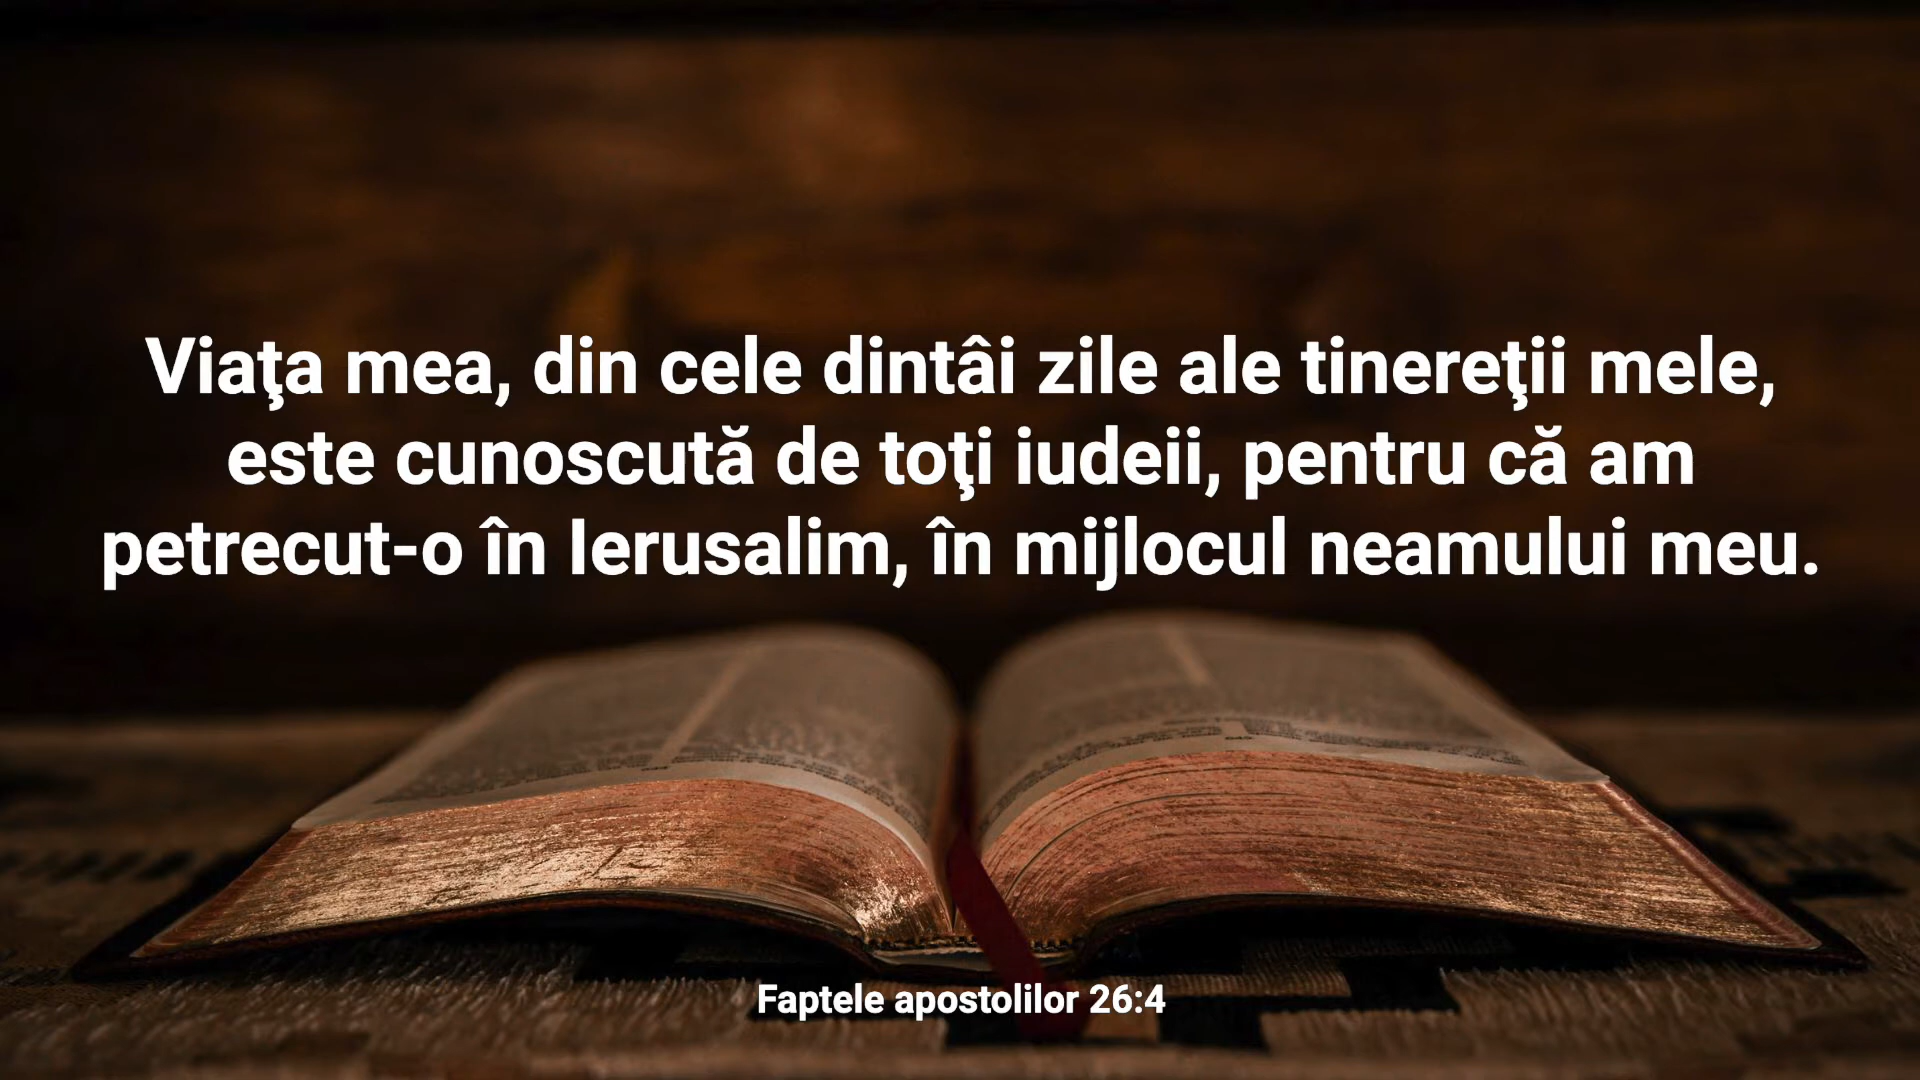 Viaţa mea, din cele dintâi zile ale tinereţii mele,
este cunoscută de toţi iudeii, pentru că am
petrecut-o în Ierusalim, în mijlocul neamului meu.
Faptele apostolilor 26:4